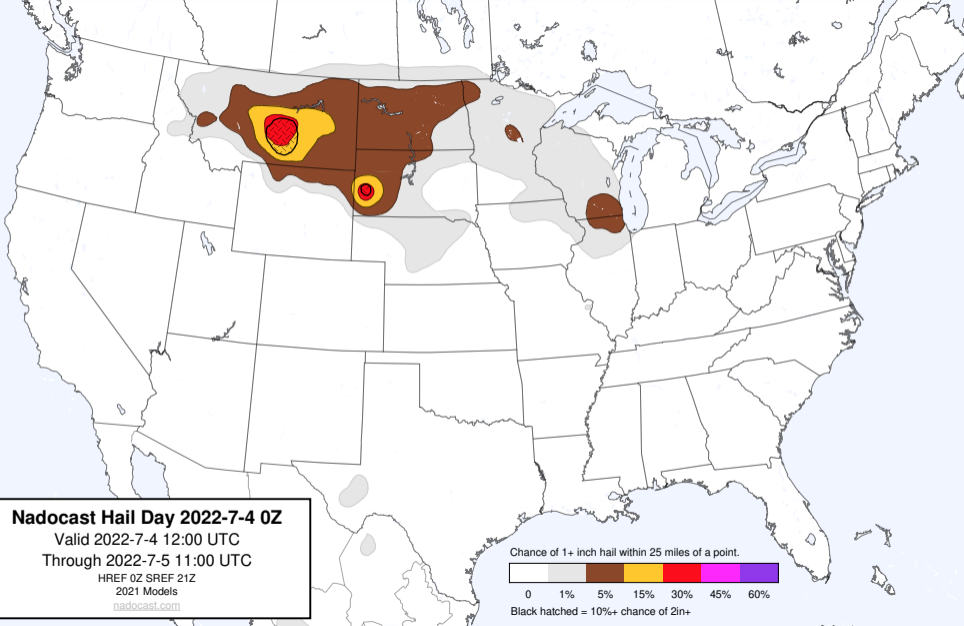 Nadocast Hail Day 2022-7-4 0Z
Valid 2022-7-4 12:00 UTC
Through 2022-7-5 11:00 UTC
HREF 0Z SREF 21Z
2021 Models
nadocast.com
Chance of 1+ inch hail within 25 miles of a point.
0 1% 5% 15% 30% 45% 60%
Black hatched = 10%+ chance of 2in+